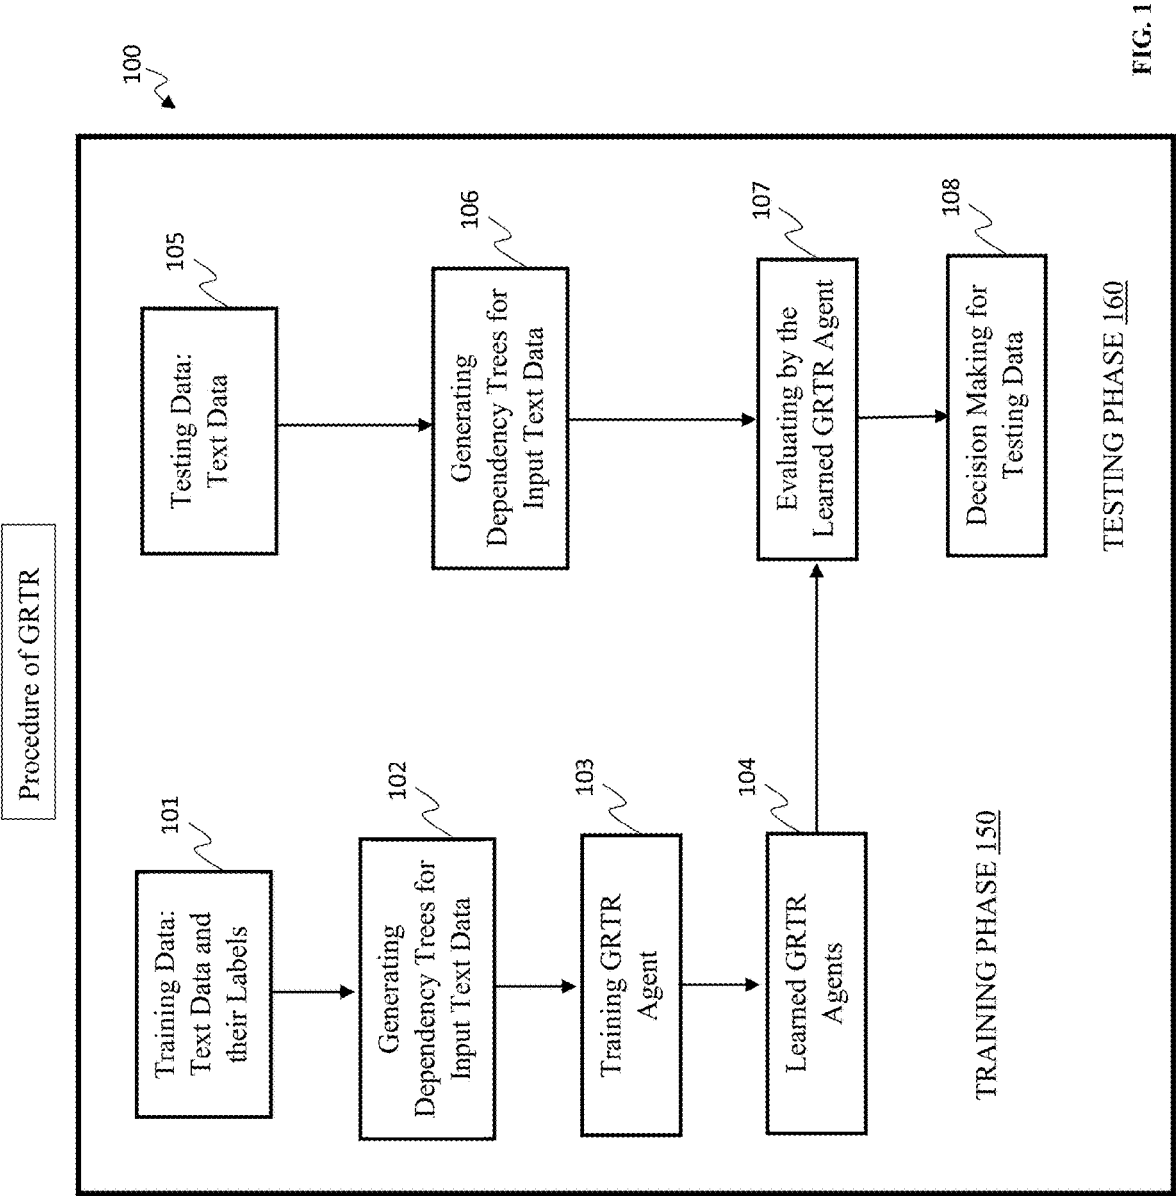 Procedure of GRTR
100
101
Training Data:
Text Data and
their Labels
102
Generating
Dependency Trees for
Input Text Data
103
Training GRTR
Agent
104
Learned GRTR
Agents
TRAINING PHASE 150
105
Testing Data:
Text Data
106
Generating
Dependency Trees for
Input Text Data
107
Evaluating by the
Learned GRTR Agent
108
Decision Making for
Testing Data
TESTING PHASE 160
FIG. 1